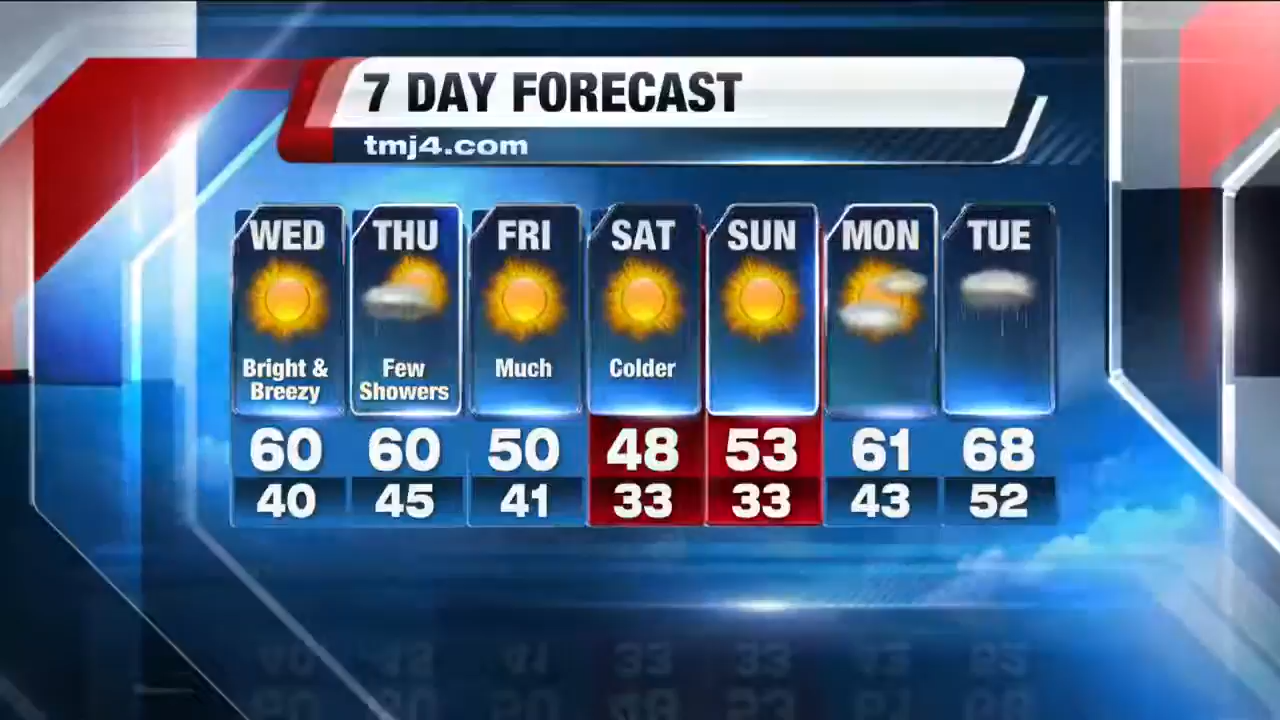 7 DAY FORECAST
tmj4.com
WED THU FRI SAT SUN MON TUE
Bright & Few Much Colder
Breezy Showers
60 60 50 48 53 61 68
40 45 41 33 33 43 52